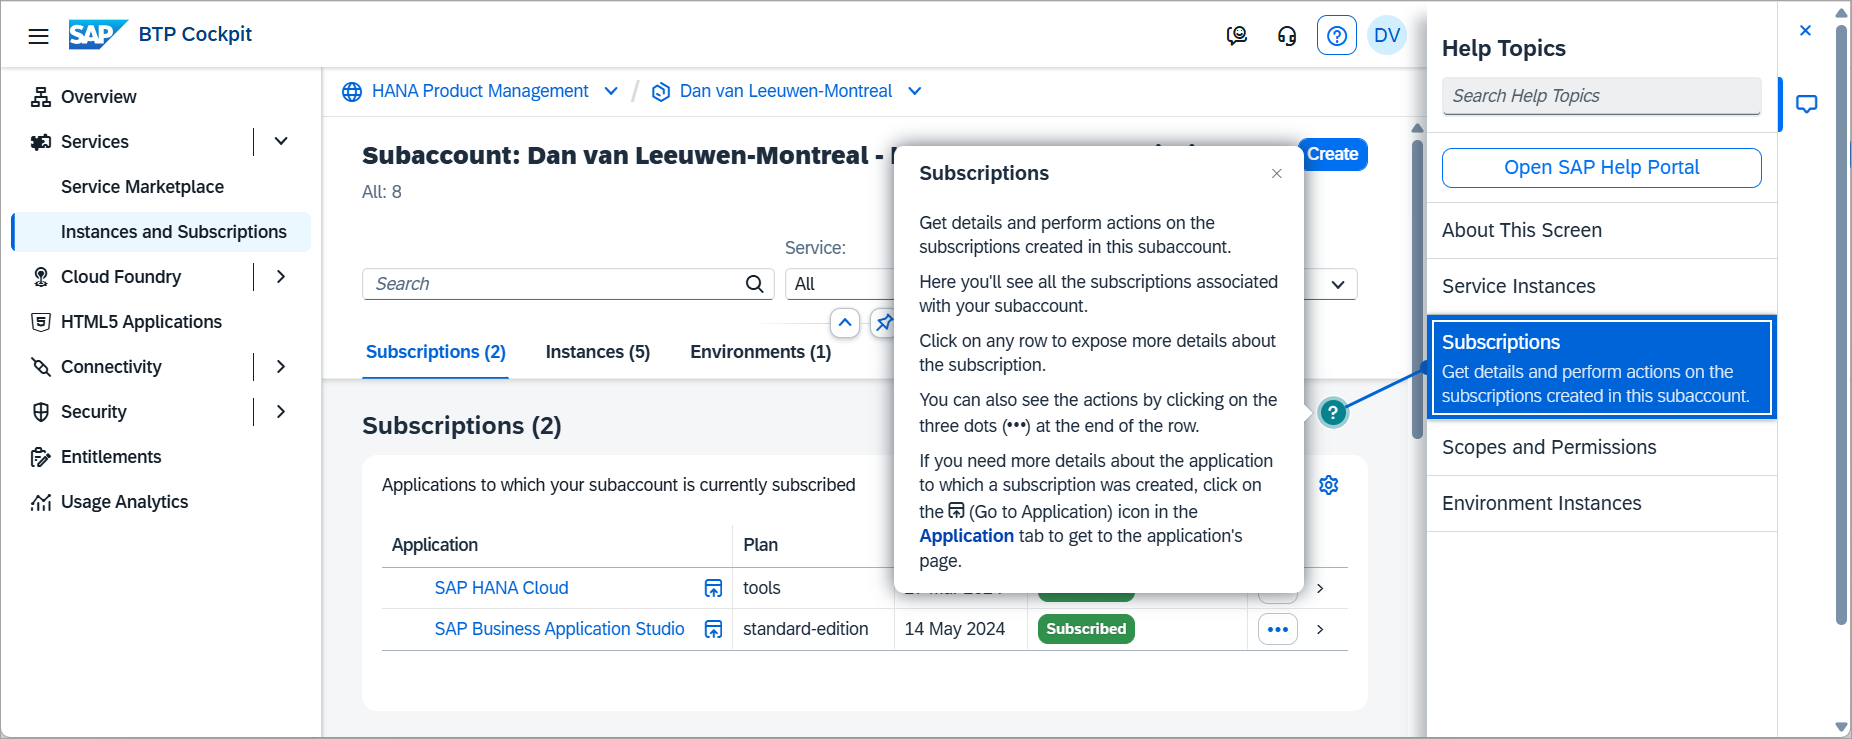 SAP BTP Cockpit
DV
Overview
Services
Service Marketplace
Instances and Subscriptions
Cloud Foundry
HTML5 Applications
Connectivity
Security
Entitlements
Usage Analytics
HANA Product Management / Dan van Leeuwen-Montreal
Subaccount: Dan van Leeuwen-Montreal -
Create
All: 8
Service:
Search
All
Subscriptions (2) Instances (5) Environments (1)
Subscriptions (2)
Applications to which your subaccount is currently subscribed
Application Plan
SAP HANA Cloud tools
SAP Business Application Studio standard-edition 14 May 2024 Subscribed •••
Subscriptions
Get details and perform actions on the
subscriptions created in this subaccount.
Here you'll see all the subscriptions associated
with your subaccount.
Click on any row to expose more details about
the subscription.
You can also see the actions by clicking on the
three dots (•••) at the end of the row.
If you need more details about the application
to which a subscription was created, click on
the (Go to Application) icon in the
Application tab to get to the application's
page.
?
Help Topics
Search Help Topics
Open SAP Help Portal
About This Screen
Service Instances
Subscriptions
Get details and perform actions on the
subscriptions created in this subaccount.
Scopes and Permissions
Environment Instances